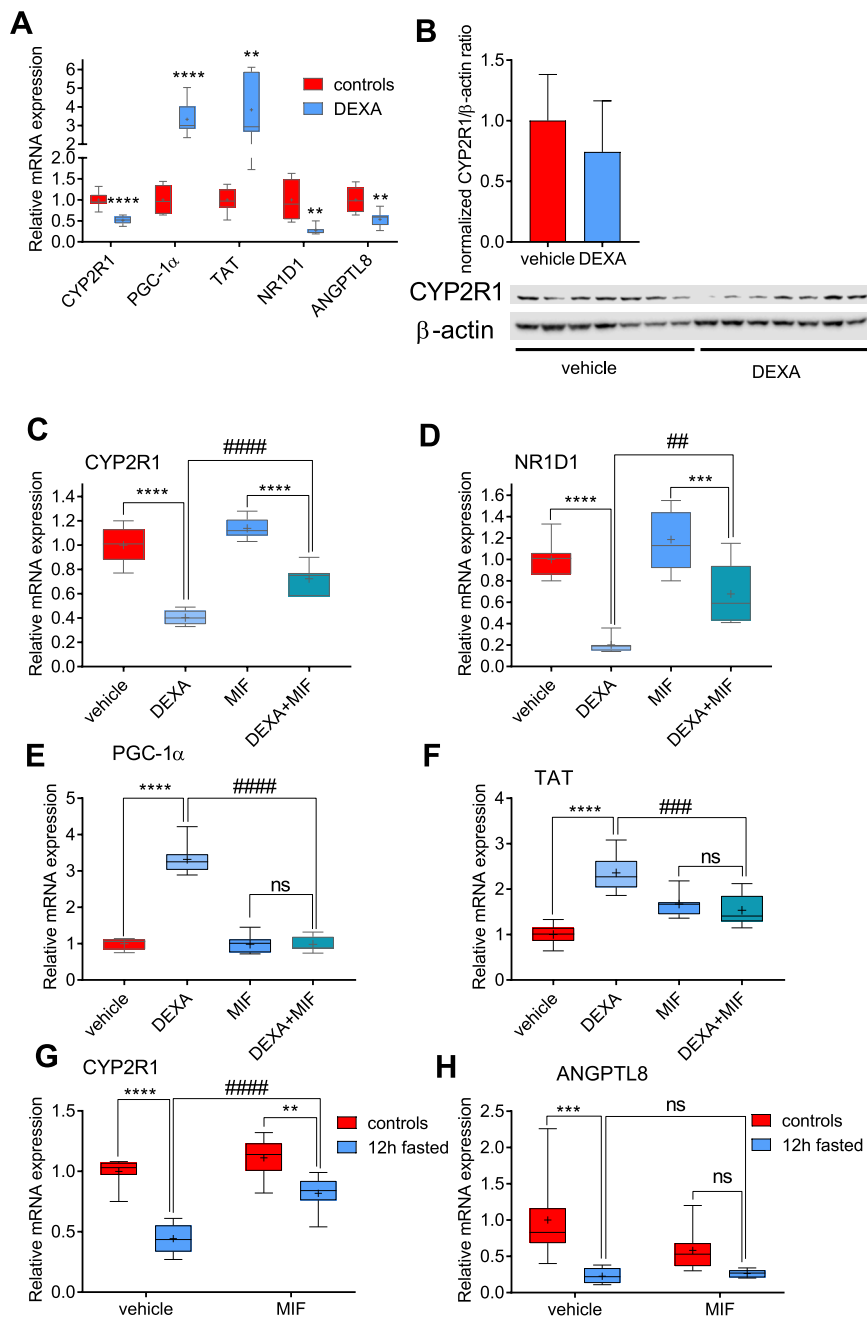 A
Relative mRNA expression
6
5
4
3
2
2.0
1.5
1.0
0.5
0.0
****
****
**
**
**
controls
DEXA
CYP2R1
PGC-1α
TAT
NR1D1
ANGPTL8
B
normalized CYP2R1/β-actin ratio
1.5
1.0
0.5
0.0
vehicle DEXA
CYP2R1
β-actin
vehicle
DEXA
C
CYP2R1
####
****
****
Relative mRNA expression
1.4
1.2
1.0
0.8
0.6
0.4
0.2
0.0
vehicle
DEXA
MIF
DEXA+MIF
D
NR1D1
##
****
***
Relative mRNA expression
1.8
1.6
1.4
1.2
1.0
0.8
0.6
0.4
0.2
0.0
vehicle
DEXA
MIF
DEXA+MIF
E
PGC-1α
****
####
ns
Relative mRNA expression
5
4
3
2
1
0
vehicle
DEXA
MIF
DEXA+MIF
F
TAT
****
###
ns
Relative mRNA expression
4
3
2
1
0
vehicle
DEXA
MIF
DEXA+MIF
G
CYP2R1
****
####
**
controls
12h fasted
Relative mRNA expression
1.5
1.0
0.5
0.0
vehicle
MIF
H
ANGPTL8
***
ns
ns
controls
12h fasted
Relative mRNA expression
2.5
2.0
1.5
1.0
0.5
0.0
vehicle
MIF